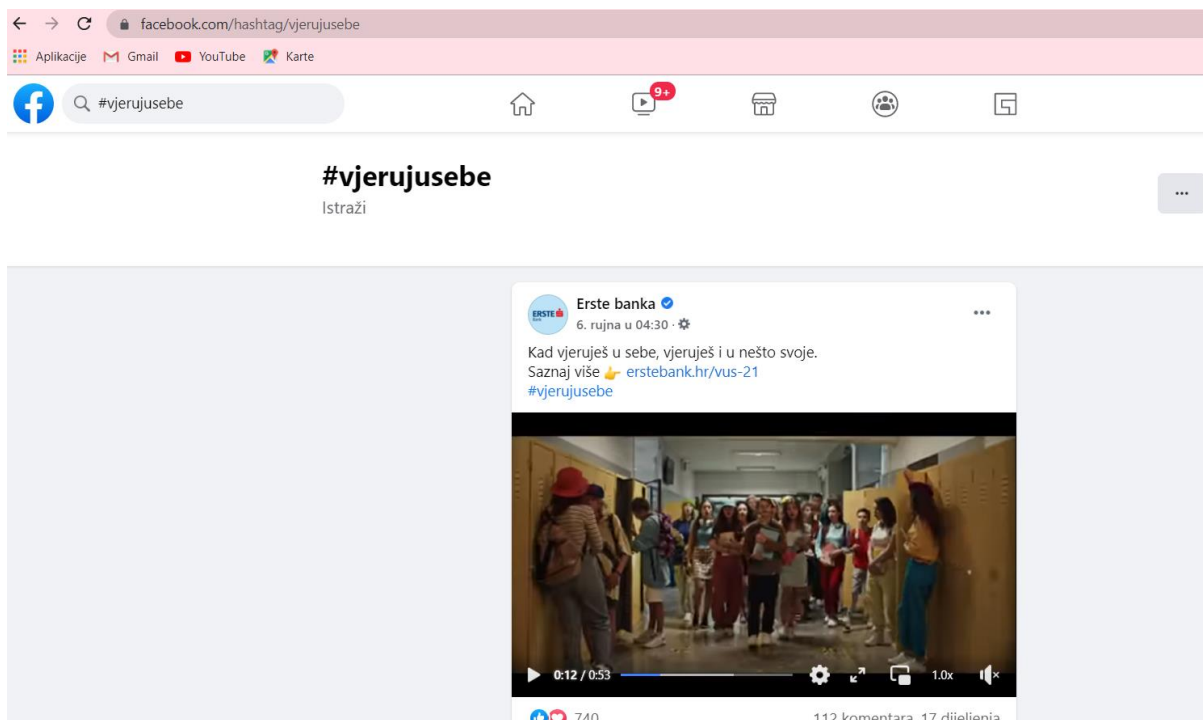 facebook.com/hashtag/vjerujusebe
Aplikacije Gmail YouTube Karte
#vjerujusebe
9+
#vjerujusebe
Istraži
...
ERSTE
Bank
Erste banka
6. rujna u 04:30 ·
...
Kad vjeruješ u sebe, vjeruješ i u nešto svoje.
Saznaj više 👉 erstebank.hr/vus-21
#vjerujusebe
0:12 / 0:53 1.0x
740 112 komentara 17 dijeljenja